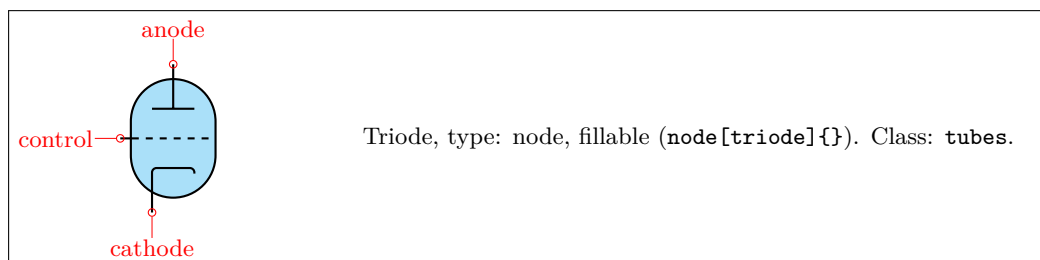 anode
control
Triode, type: node, fillable (node[triode]{}). Class: tubes.
cathode